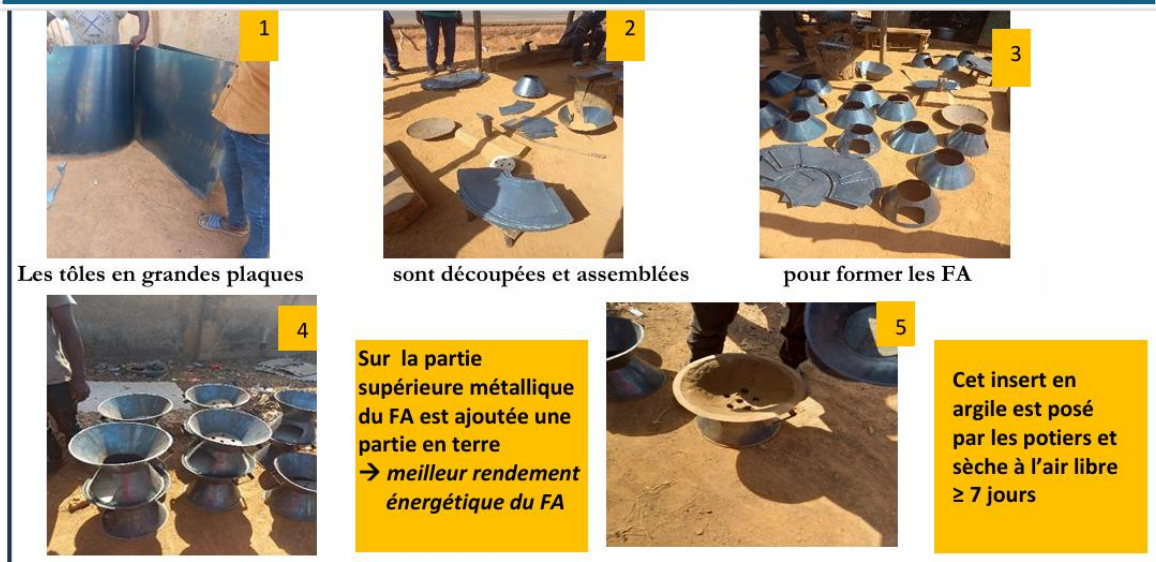 1
2
3
Les tôles en grandes plaques
sont découpées et assemblées
pour former les FA
4
Sur la partie
supérieure métallique
du FA est ajoutée une
partie en terre
→ meilleur rendement
énergétique du FA
5
Cet insert en
argile est posé
par les potiers et
sèche à l'air libre
≥ 7 jours